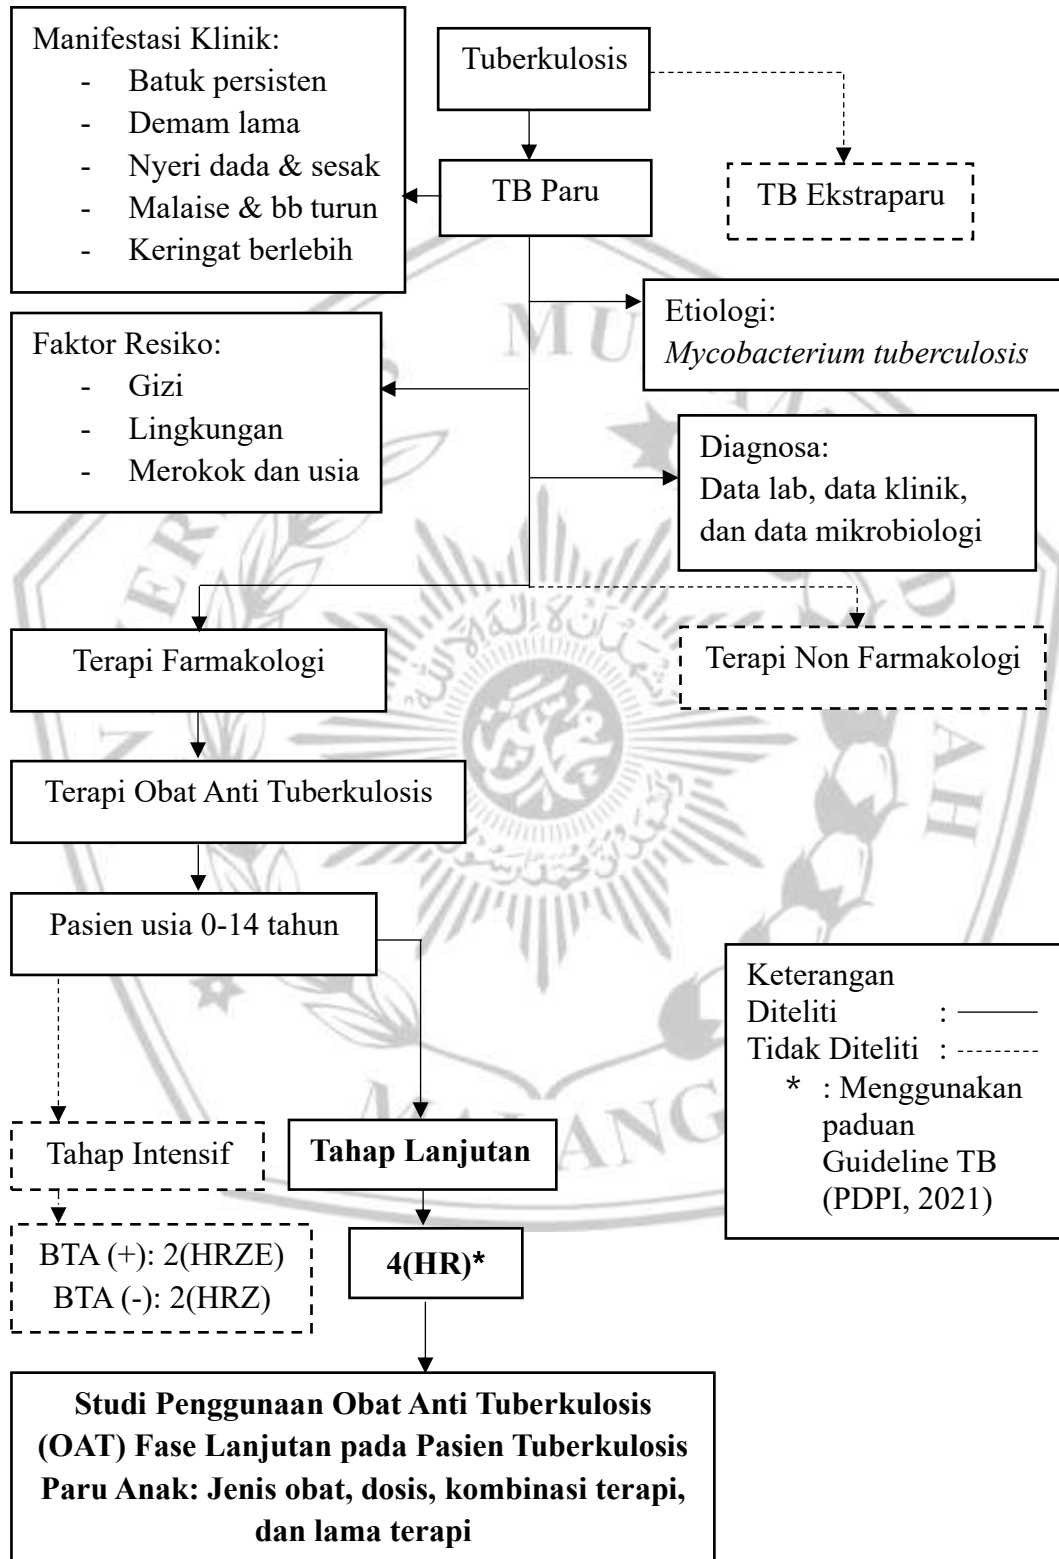 Manifestasi Klinik:
- Batuk persisten
- Demam lama
- Nyeri dada & sesak
- Malaise & bb turun
- Keringat berlebih
Tuberkulosis
TB Paru
TB Ekstraparu
Etiologi:
Mycobacterium tuberculosis
Faktor Resiko:
- Gizi
- Lingkungan
- Merokok dan usia
Diagnosa:
Data lab, data klinik,
dan data mikrobiologi
Terapi Farmakologi
Terapi Non Farmakologi
Terapi Obat Anti Tuberkulosis
Pasien usia 0-14 tahun
Keterangan
Diteliti :
Tidak Diteliti :
* : Menggunakan
paduan
Guideline TB
(PDPI, 2021)
Tahap Intensif
Tahap Lanjutan
BTA (+): 2(HRZE)
BTA (-): 2(HRZ)
4(HR)*
Studi Penggunaan Obat Anti Tuberkulosis
(OAT) Fase Lanjutan pada Pasien Tuberkulosis
Paru Anak: Jenis obat, dosis, kombinasi terapi,
dan lama terapi
MALANG